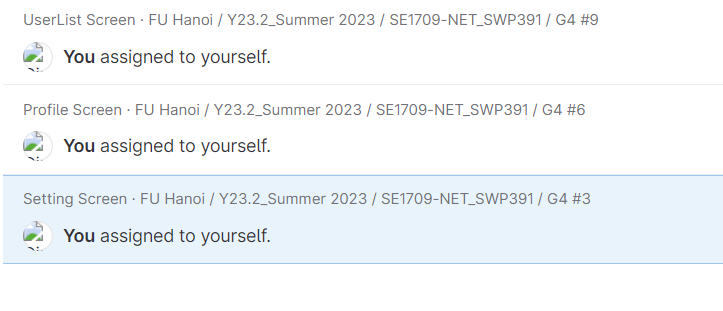 UserList Screen · FU Hanoi / Y23.2_Summer 2023 / SE1709-NET_SWP391 / G4 #9
You assigned to yourself.
Profile Screen · FU Hanoi / Y23.2_Summer 2023 / SE1709-NET_SWP391 / G4 #6
You assigned to yourself.
Setting Screen · FU Hanoi / Y23.2_Summer 2023 / SE1709-NET_SWP391 / G4 #3
You assigned to yourself.